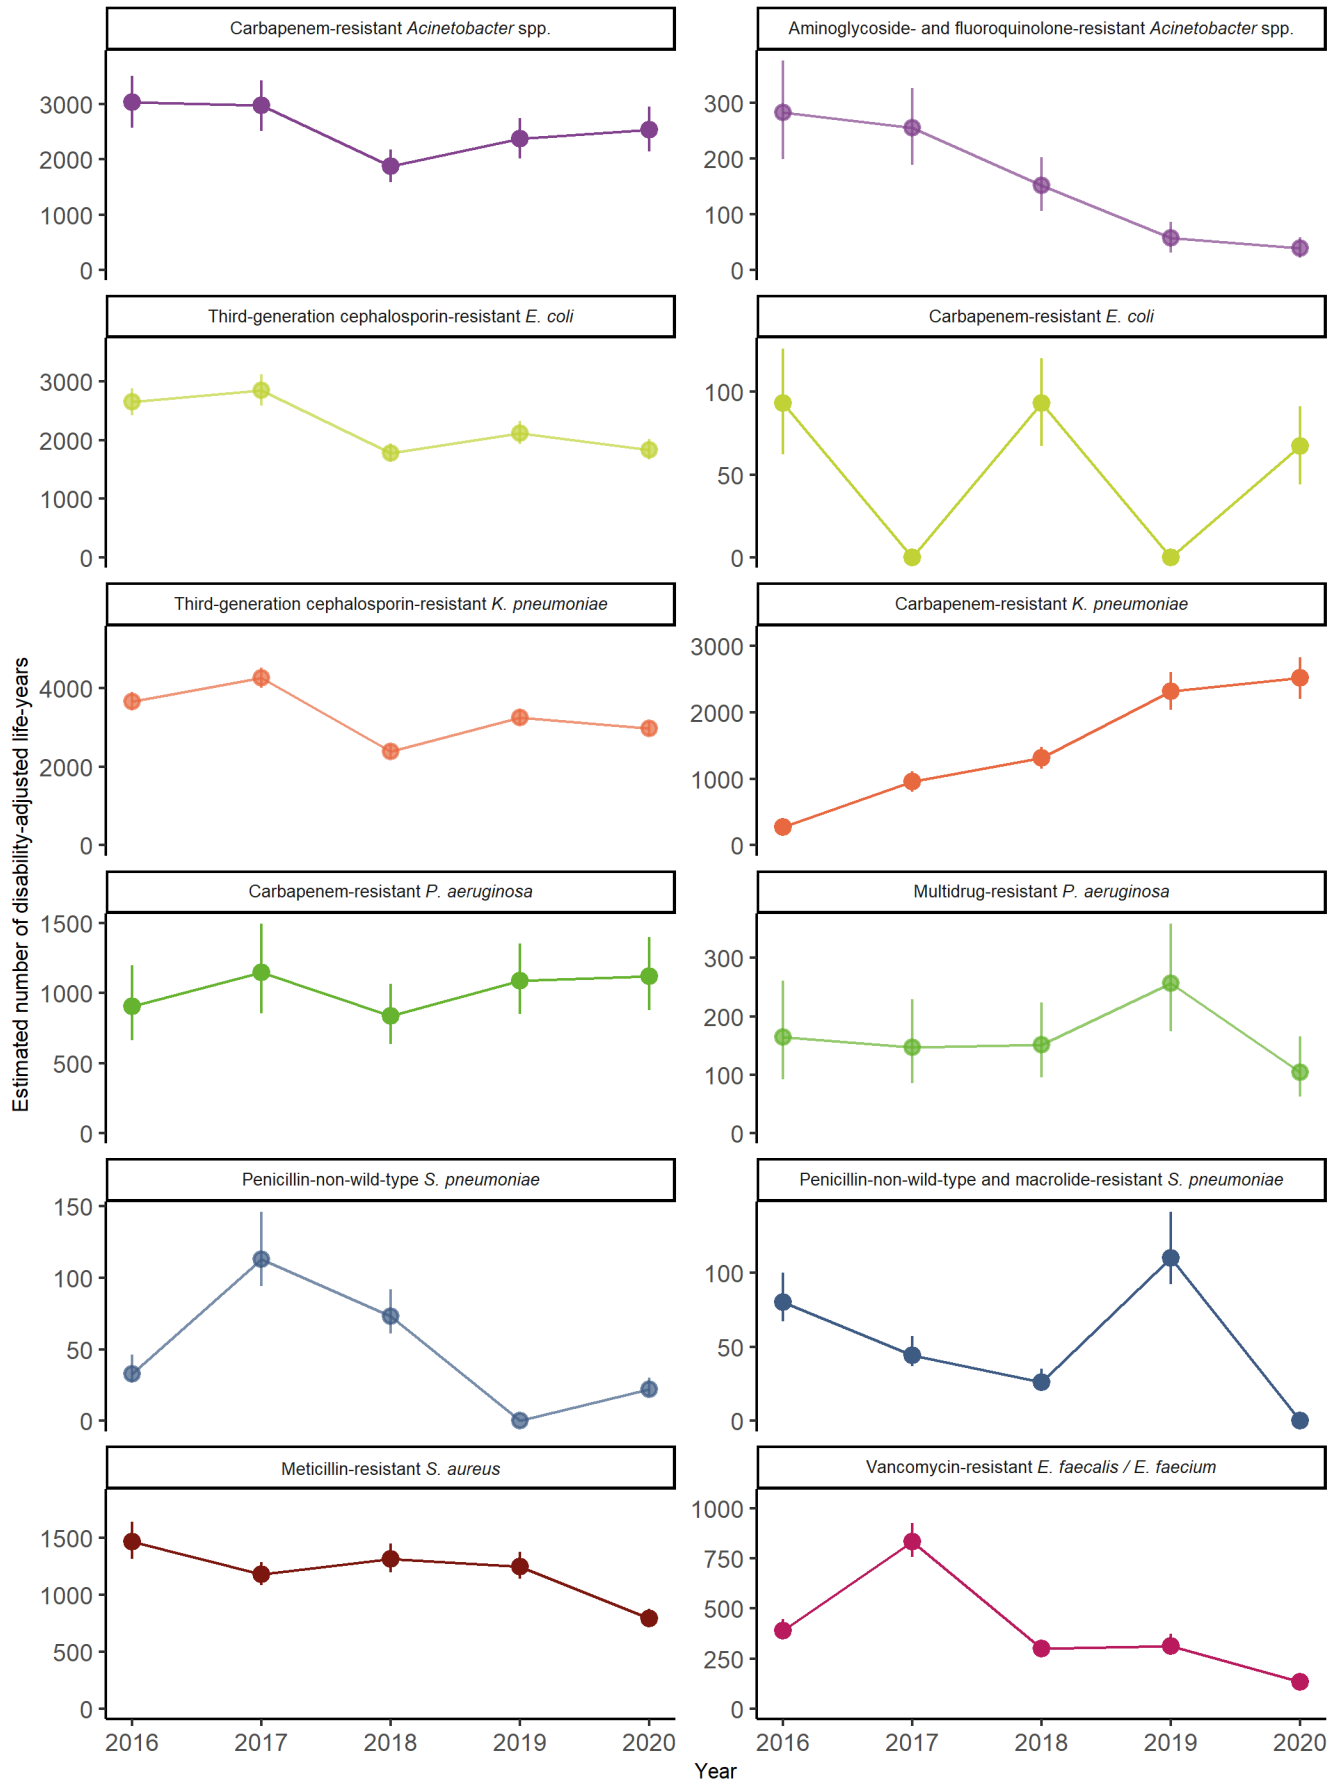 Carbapenem-resistant Acinetobacter spp.
Aminoglycoside- and fluoroquinolone-resistant Acinetobacter spp.
3000
2000
1000
0
300
200
100
0
Third-generation cephalosporin-resistant E. coli
Carbapenem-resistant E. coli
3000
2000
1000
0
100
50
0
Third-generation cephalosporin-resistant K. pneumoniae
Carbapenem-resistant K. pneumoniae
4000
2000
0
3000
2000
1000
0
Estimated number of disability-adjusted life-years
Carbapenem-resistant P. aeruginosa
Multidrug-resistant P. aeruginosa
1500
1000
500
0
300
200
100
0
Penicillin-non-wild-type S. pneumoniae
Penicillin-non-wild-type and macrolide-resistant S. pneumoniae
150
100
50
0
100
50
0
Meticillin-resistant S. aureus
Vancomycin-resistant E. faecalis / E. faecium
1500
1000
500
0
1000
750
500
250
0
2016 2017 2018 2019 2020
2016 2017 2018 2019 2020
Year